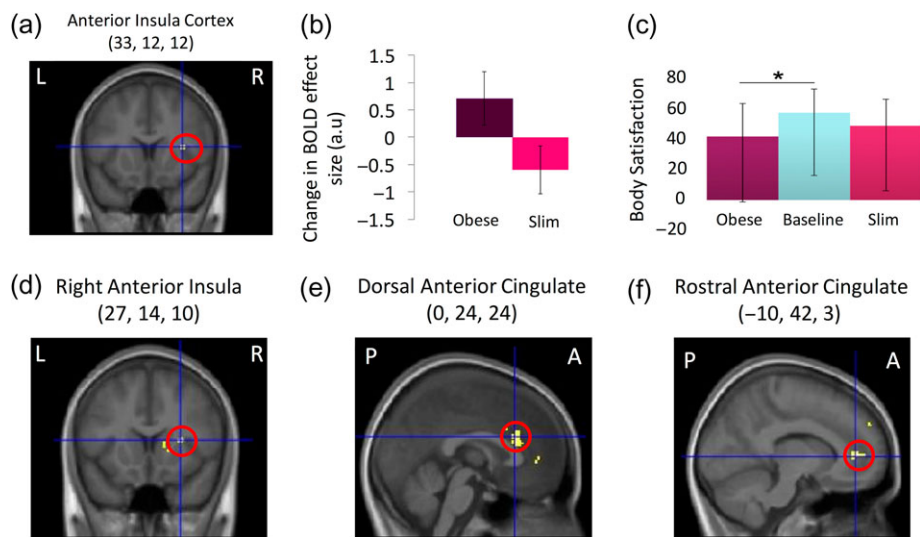 (a)
Anterior Insula Cortex
(33, 12, 12)
L
R
(b)
Change in BOLD effect
size (a.u)
1.5
1
0.5
0
−0.5
−1
−1.5
Obese
Slim
(c)
Body Satisfaction
80
60
40
20
0
−20
*
Obese
Baseline
Slim
(d)
Right Anterior Insula
(27, 14, 10)
L
R
(e)
Dorsal Anterior Cingulate
(0, 24, 24)
P
A
(f)
Rostral Anterior Cingulate
(−10, 42, 3)
P
A